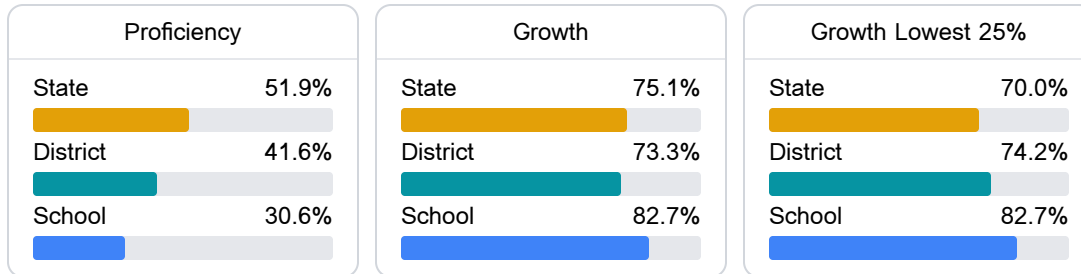 Proficiency
State 51.9%
District 41.6%
School 30.6%
Growth
State 75.1%
District 73.3%
School 82.7%
Growth Lowest 25%
State 70.0%
District 74.2%
School 82.7%